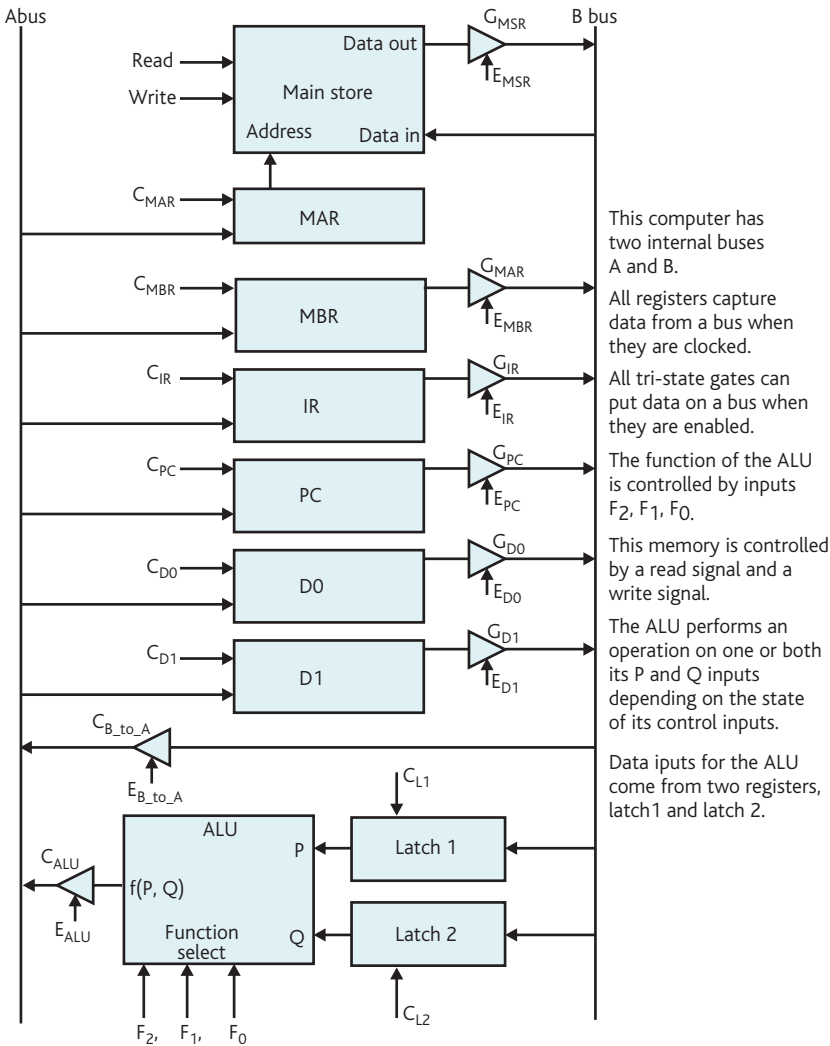 Abus
G_MSR
B bus
Data out
Read
E_MSR
Main store
Write
Address
Data in
C_MAR
MAR
This computer has
two internal buses
A and B.
G_MAR
C_MBR
MBR
E_MBR
All registers capture
data from a bus when
they are clocked.
G_IR
C_IR
IR
E_IR
All tri-state gates can
put data on a bus when
they are enabled.
G_PC
C_PC
PC
E_PC
The function of the ALU
is controlled by inputs
F2, F1, F0.
G_D0
C_D0
D0
E_D0
This memory is controlled
by a read signal and a
write signal.
G_D1
C_D1
D1
E_D1
The ALU performs an
operation on one or both
its P and Q inputs
depending on the state
of its control inputs.
C_B_to_A
E_B_to_A
Data iputs for the ALU
come from two registers,
latch1 and latch 2.
C_L1
ALU
P
Latch 1
C_ALU
f(P, Q)
E_ALU
Function
select
Q
Latch 2
C_L2
F2, F1, F0